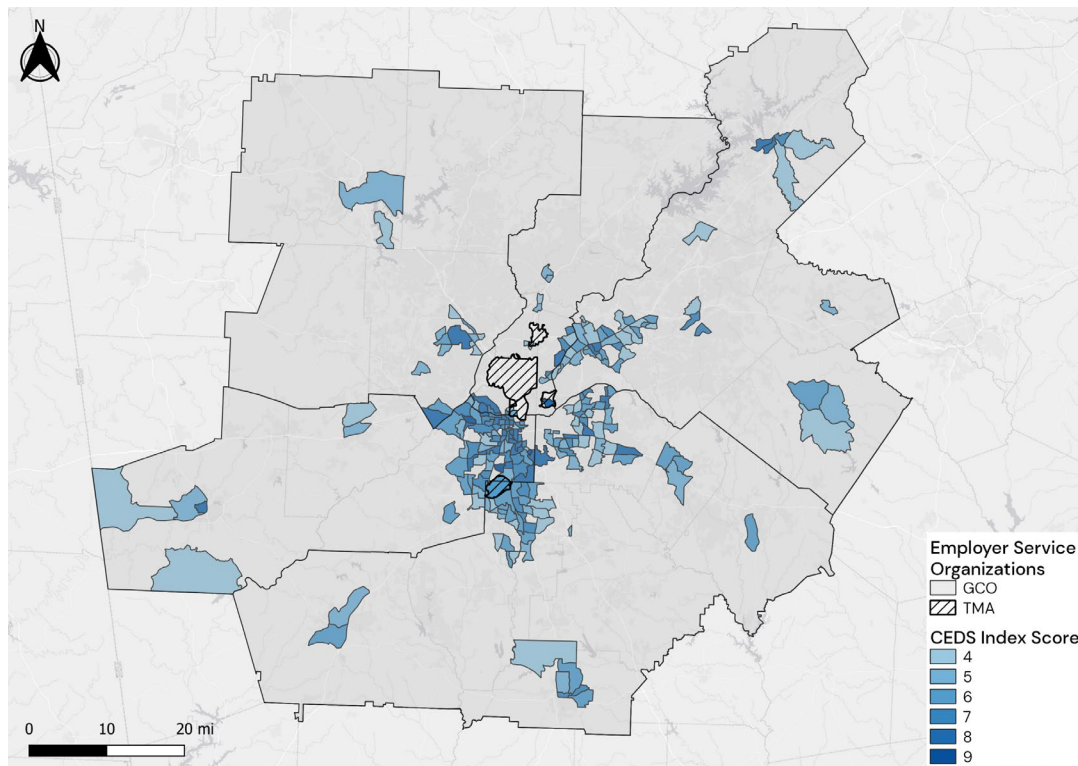 N
0 10 20 mi
Employer Service
Organizations
GCO
TMA
CEDS Index Score
4
5
6
7
8
9